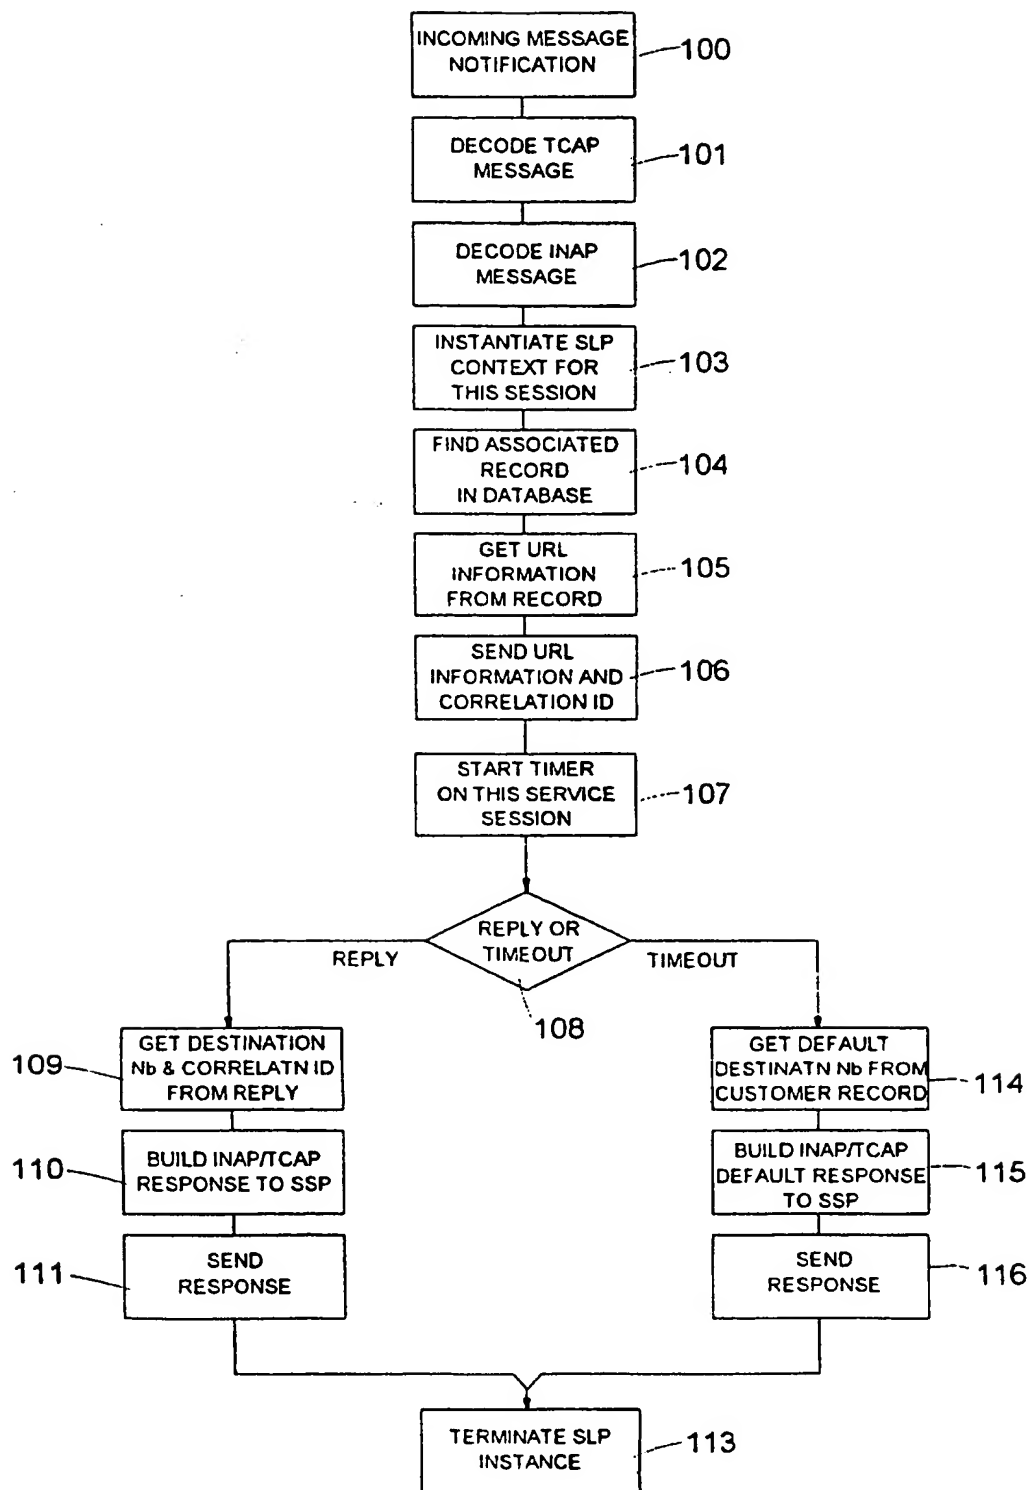 INCOMING MESSAGE
NOTIFICATION
100
DECODE TCAP
MESSAGE
101
DECODE INAP
MESSAGE
102
INSTANTIATE SLP
CONTEXT FOR
THIS SESSION
103
FIND ASSOCIATED
RECORD
IN DATABASE
104
GET URL
INFORMATION
FROM RECORD
105
SEND URL
INFORMATION AND
CORRELATION ID
106
START TIMER
ON THIS SERVICE
SESSION
107
REPLY OR
TIMEOUT
108
REPLY
TIMEOUT
GET DESTINATION
Nb & CORRELATN ID
FROM REPLY
109
BUILD INAP/TCAP
RESPONSE TO SSP
110
SEND
RESPONSE
111
GET DEFAULT
DESTINATN Nb FROM
CUSTOMER RECORD
114
BUILD INAP/TCAP
DEFAULT RESPONSE
TO SSP
115
SEND
RESPONSE
116
TERMINATE SLP
INSTANCE
113